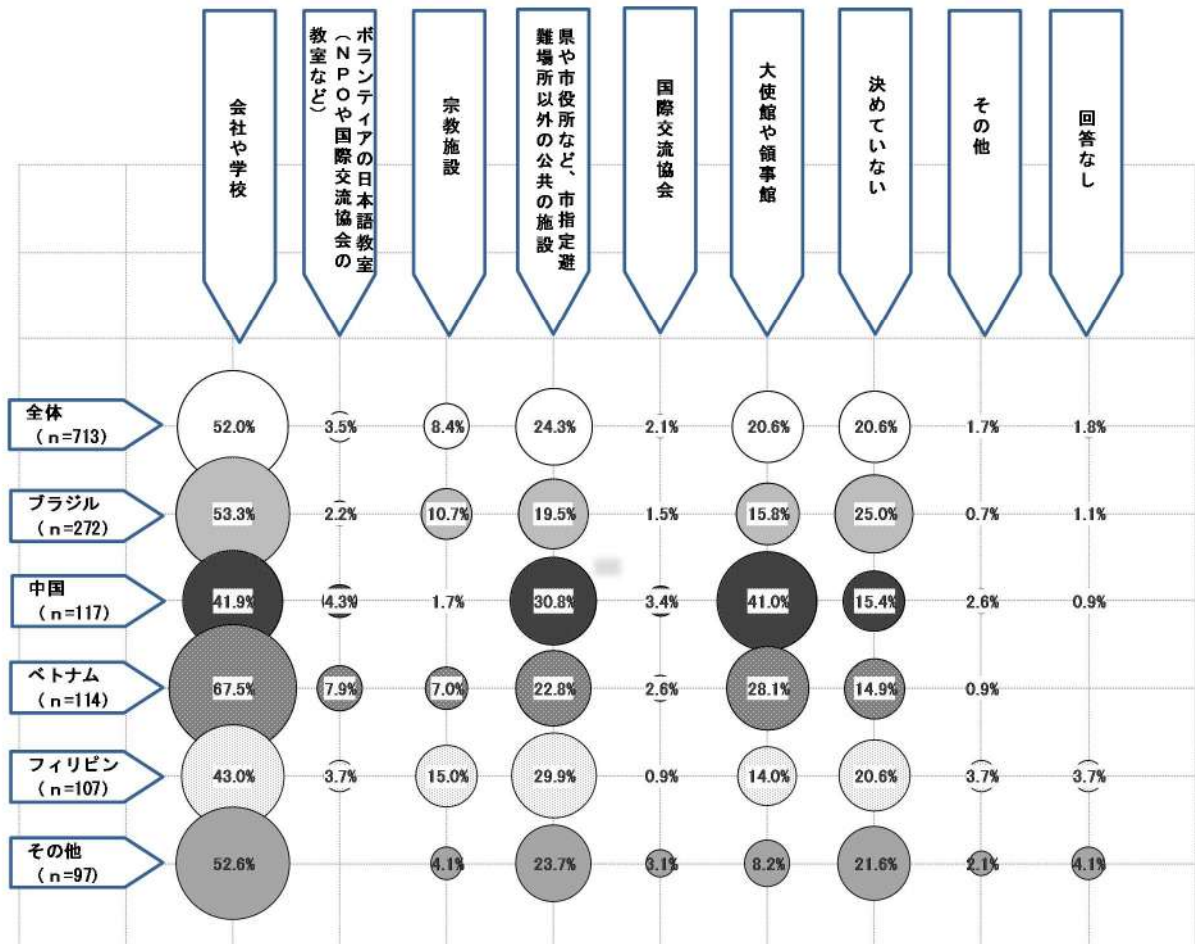 会社や学校
ボランティアの日本語教室
（ＮＰＯや国際交流協会の
教室など）
宗教施設
県や市役所など、市指定避
難場所以外の公共の施設
国際交流協会
大使館や領事館
決めていない
その他
回答なし
全体
（n=713）
52.0%
3.5%
8.4%
24.3%
2.1%
20.6%
20.6%
1.7%
1.8%
ブラジル
（n=272）
53.3%
2.2%
10.7%
19.5%
1.5%
15.8%
25.0%
0.7%
1.1%
中国
（n=117）
41.9%
4.3%
1.7%
30.8%
3.4%
41.0%
15.4%
2.6%
0.9%
ベトナム
（n=114）
67.5%
7.9%
7.0%
22.8%
2.6%
28.1%
14.9%
0.9%
フィリピン
（n=107）
43.0%
3.7%
15.0%
29.9%
0.9%
14.0%
20.6%
3.7%
3.7%
その他
（n=97）
52.6%
4.1%
23.7%
3.1%
8.2%
21.6%
2.1%
4.1%